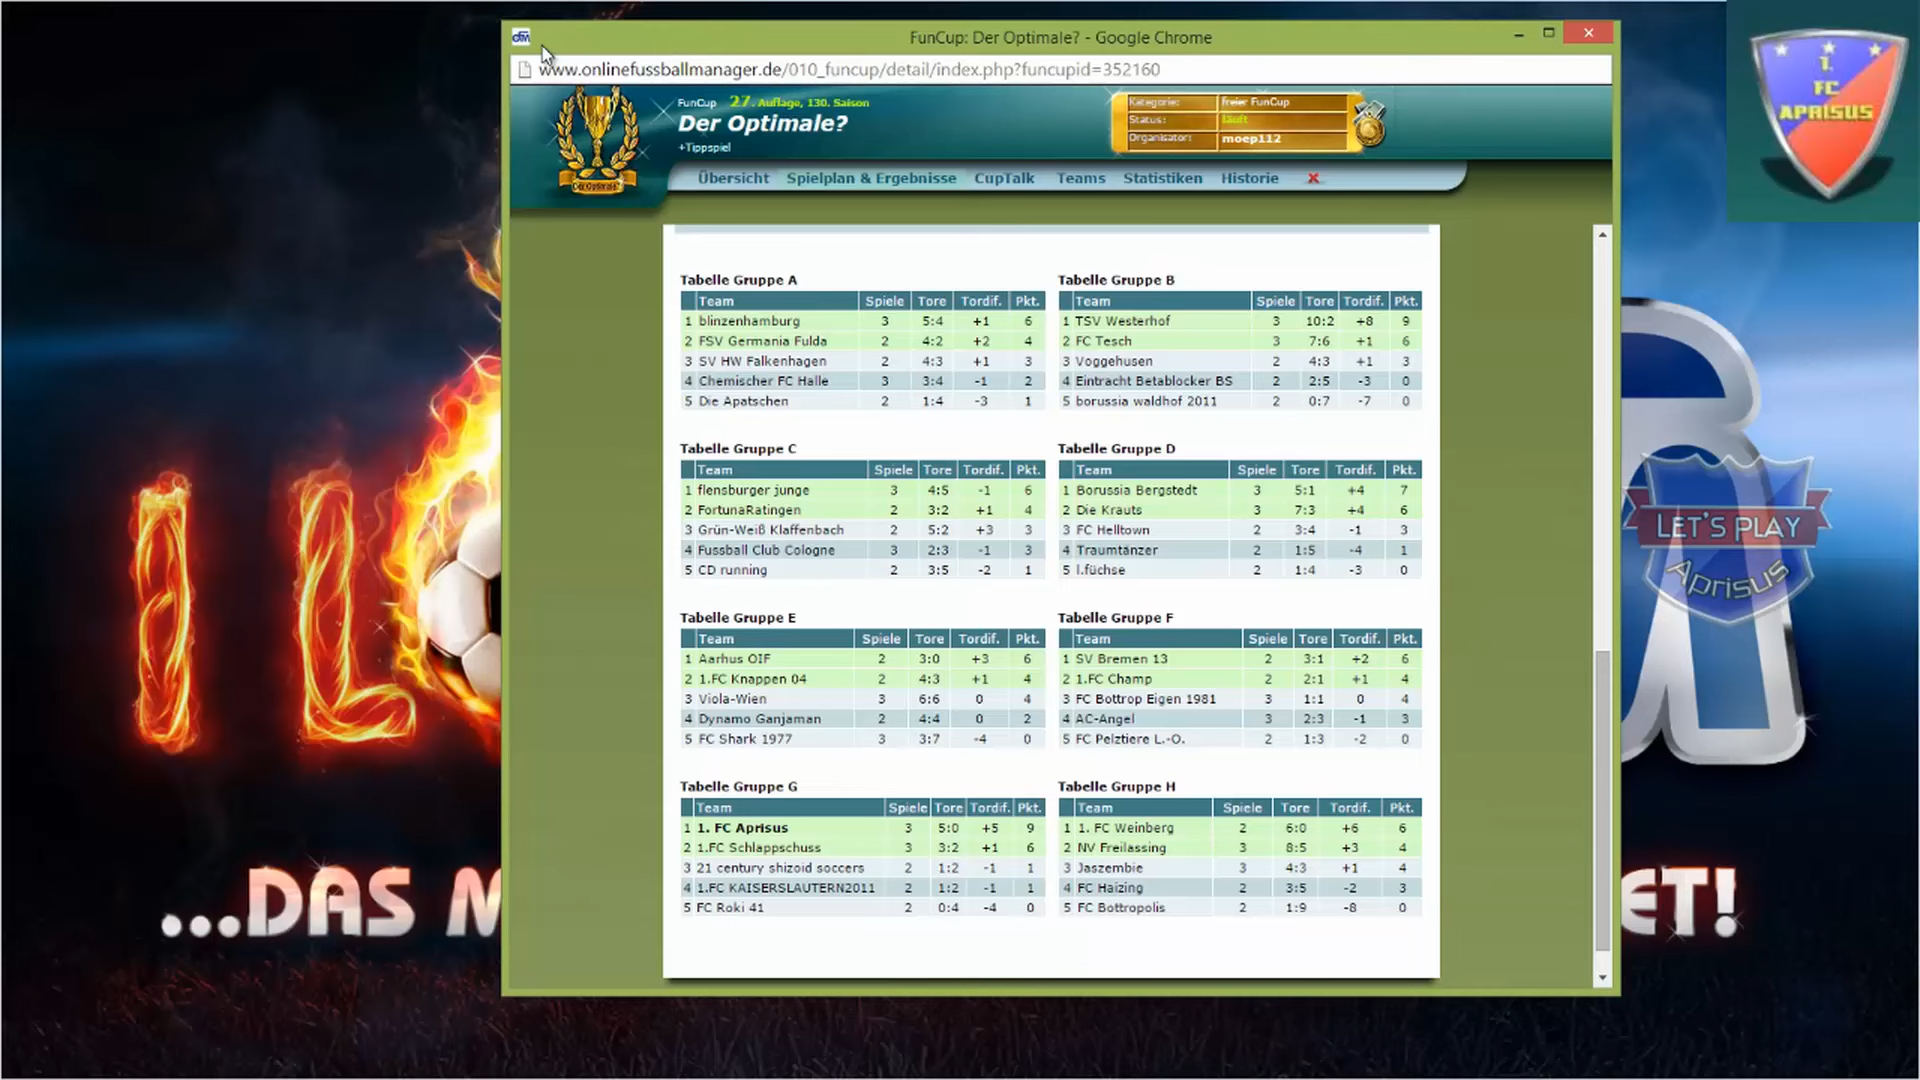 FunCup: Der Optimale? - Google Chrome
www.onlinefussballmanager.de/010_funcup/detail/index.php?funcupid=352160
FunCup 27. Auflage, 130. Saison
Der Optimale?
+Tippspiel
Kategorie: freier FunCup
Status: läuft
Organisator: moep112
Der Optimale?
Übersicht Spielplan & Ergebnisse CupTalk Teams Statistiken Historie
1. FC APRISUS
Tabelle Gruppe A
Team Spiele Tore Tordif. Pkt.
1 blinzenhamburg 3 5:4 +1 6
2 FSV Germania Fulda 2 4:2 +2 4
3 SV HW Falkenhagen 2 4:3 +1 3
4 Chemischer FC Halle 3 3:4 -1 2
5 Die Apatschen 2 1:4 -3 1
Tabelle Gruppe B
Team Spiele Tore Tordif. Pkt.
1 TSV Westerhof 3 10:2 +8 9
2 FC Tesch 3 7:6 +1 6
3 Voggehusen 2 4:3 +1 3
4 Eintracht Betablocker BS 2 2:5 -3 0
5 borussia waldhof 2011 2 0:7 -7 0
Tabelle Gruppe C
Team Spiele Tore Tordif. Pkt.
1 flensburger junge 3 4:5 -1 6
2 FortunaRatingen 2 3:2 +1 4
3 Grün-Weiß Klaffenbach 2 5:2 +3 3
4 Fussball Club Cologne 3 2:3 -1 3
5 CD running 2 3:5 -2 1
Tabelle Gruppe D
Team Spiele Tore Tordif. Pkt.
1 Borussia Bergstedt 3 5:1 +4 7
2 Die Krauts 3 7:3 +4 6
3 FC Helltown 2 3:4 -1 3
4 Traumtänzer 2 1:5 -4 1
5 l.füchse 2 1:4 -3 0
Tabelle Gruppe E
Team Spiele Tore Tordif. Pkt.
1 Aarhus OIF 2 3:0 +3 6
2 1.FC Knappen 04 2 4:3 +1 4
3 Viola-Wien 3 6:6 0 4
4 Dynamo Ganjaman 2 4:4 0 2
5 FC Shark 1977 3 3:7 -4 0
Tabelle Gruppe F
Team Spiele Tore Tordif. Pkt.
1 SV Bremen 13 2 3:1 +2 6
2 1.FC Champ 2 2:1 +1 4
3 FC Bottrop Eigen 1981 3 1:1 0 4
4 AC-Angel 3 2:3 -1 3
5 FC Pelztiere L.-O. 2 1:3 -2 0
Tabelle Gruppe G
Team Spiele Tore Tordif. Pkt.
1 1. FC Aprisus 3 5:0 +5 9
2 1.FC Schlappschuss 3 3:2 +1 6
3 21 century shizoid soccers 2 1:2 -1 1
4 1.FC KAISERSLAUTERN2011 2 1:2 -1 1
5 FC Roki 41 2 0:4 -4 0
Tabelle Gruppe H
Team Spiele Tore Tordif. Pkt.
1 1. FC Weinberg 2 6:0 +6 6
2 NV Freilassing 3 8:5 +3 4
3 Jaszembie 3 4:3 +1 4
4 FC Haizing 2 3:5 -2 3
5 FC Bottropolis 2 1:9 -8 0
LET'S PLAY
Aprisus
I L
...DAS M
ET!